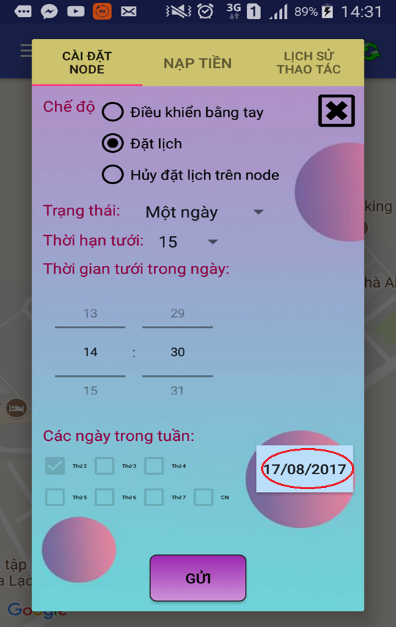 3G 1 89% 14:31
CÀI ĐẶT NODE
NẠP TIỀN
LỊCH SỬ THAO TÁC
Chế độ
Điều khiển bằng tay
Đặt lịch
Hủy đặt lịch trên node
Trạng thái: Một ngày
Thời hạn tưới: 15
Thời gian tưới trong ngày:
13 29
14 : 30
15 31
Các ngày trong tuần:
Thứ 2 Thứ 3 Thứ 4
Thứ 5 Thứ 6 Thứ 7 CN
17/08/2017
GỬI
king
hà A
tập
a Lạc
Google